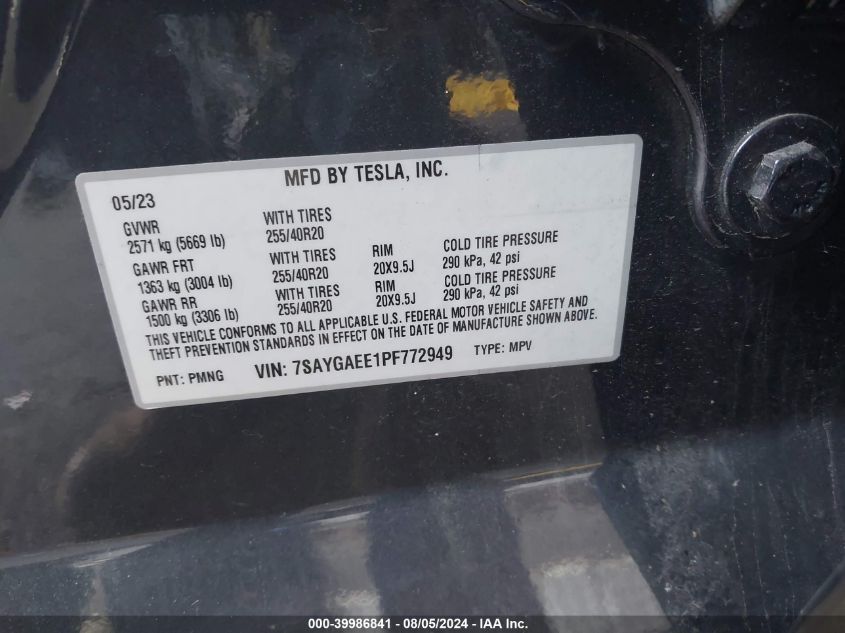 MFD BY TESLA, INC.
05/23
GVWR WITH TIRES
2571 kg (5669 lb) 255/40R20
GAWR FRT WITH TIRES RIM COLD TIRE PRESSURE
1363 kg (3004 lb) 255/40R20 20X9.5J 290 kPa, 42 psi
GAWR RR WITH TIRES RIM COLD TIRE PRESSURE
1500 kg (3306 lb) 255/40R20 20X9.5J 290 kPa, 42 psi
THIS VEHICLE CONFORMS TO ALL APPLICABLE U.S. FEDERAL MOTOR VEHICLE SAFETY AND
THEFT PREVENTION STANDARDS IN EFFECT ON THE DATE OF MANUFACTURE SHOWN ABOVE.
PNT: PMNG VIN: 7SAYGAEE1PF772949 TYPE: MPV
000-39986841 - 08/05/2024 - IAA Inc.